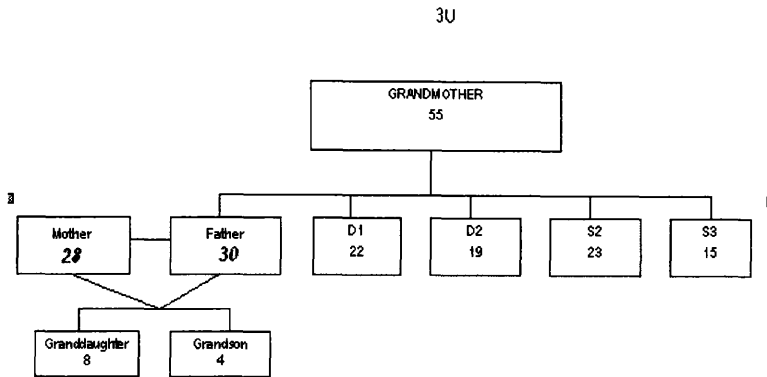 3U
GRANDMOTHER
55
Mother
28
Father
30
D1
22
D2
19
S2
23
S3
15
Granddaughter
8
Grandson
4